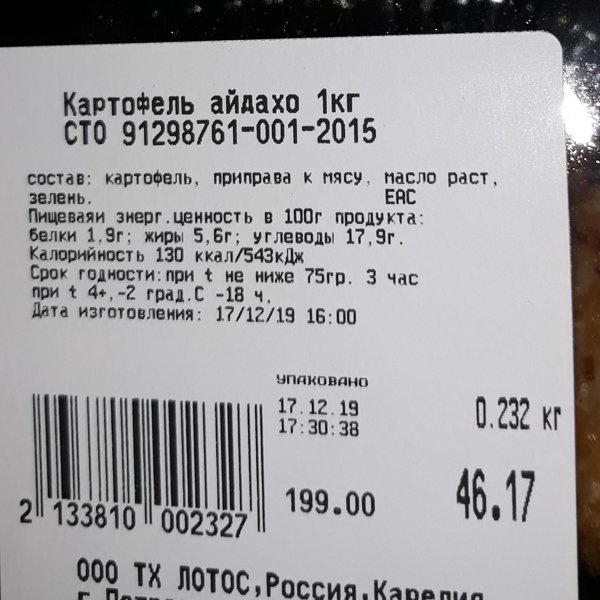 Картофель айдахо 1кг
СТО 91298761-001-2015
состав: картофель, приправа к мясу, масло раст,
зелень. ЕАС
Пищеваяи энерг.ценность в 100г продукта:
белки 1,9г; жиры 5,6г; углеводы 17,9г.
Калорийность 130 ккал/543кДж
Срок годности:при t не ниже 75гр. 3 час
при t 4+,-2 град.С -18 ч.
Дата изготовления: 17/12/19 16:00
УПАКОВАНО
17.12.19
17:30:38
0.232 кг
199.00
46.17
2 133810 002327
ООО ТХ ЛОТОС,Россия,Карелия